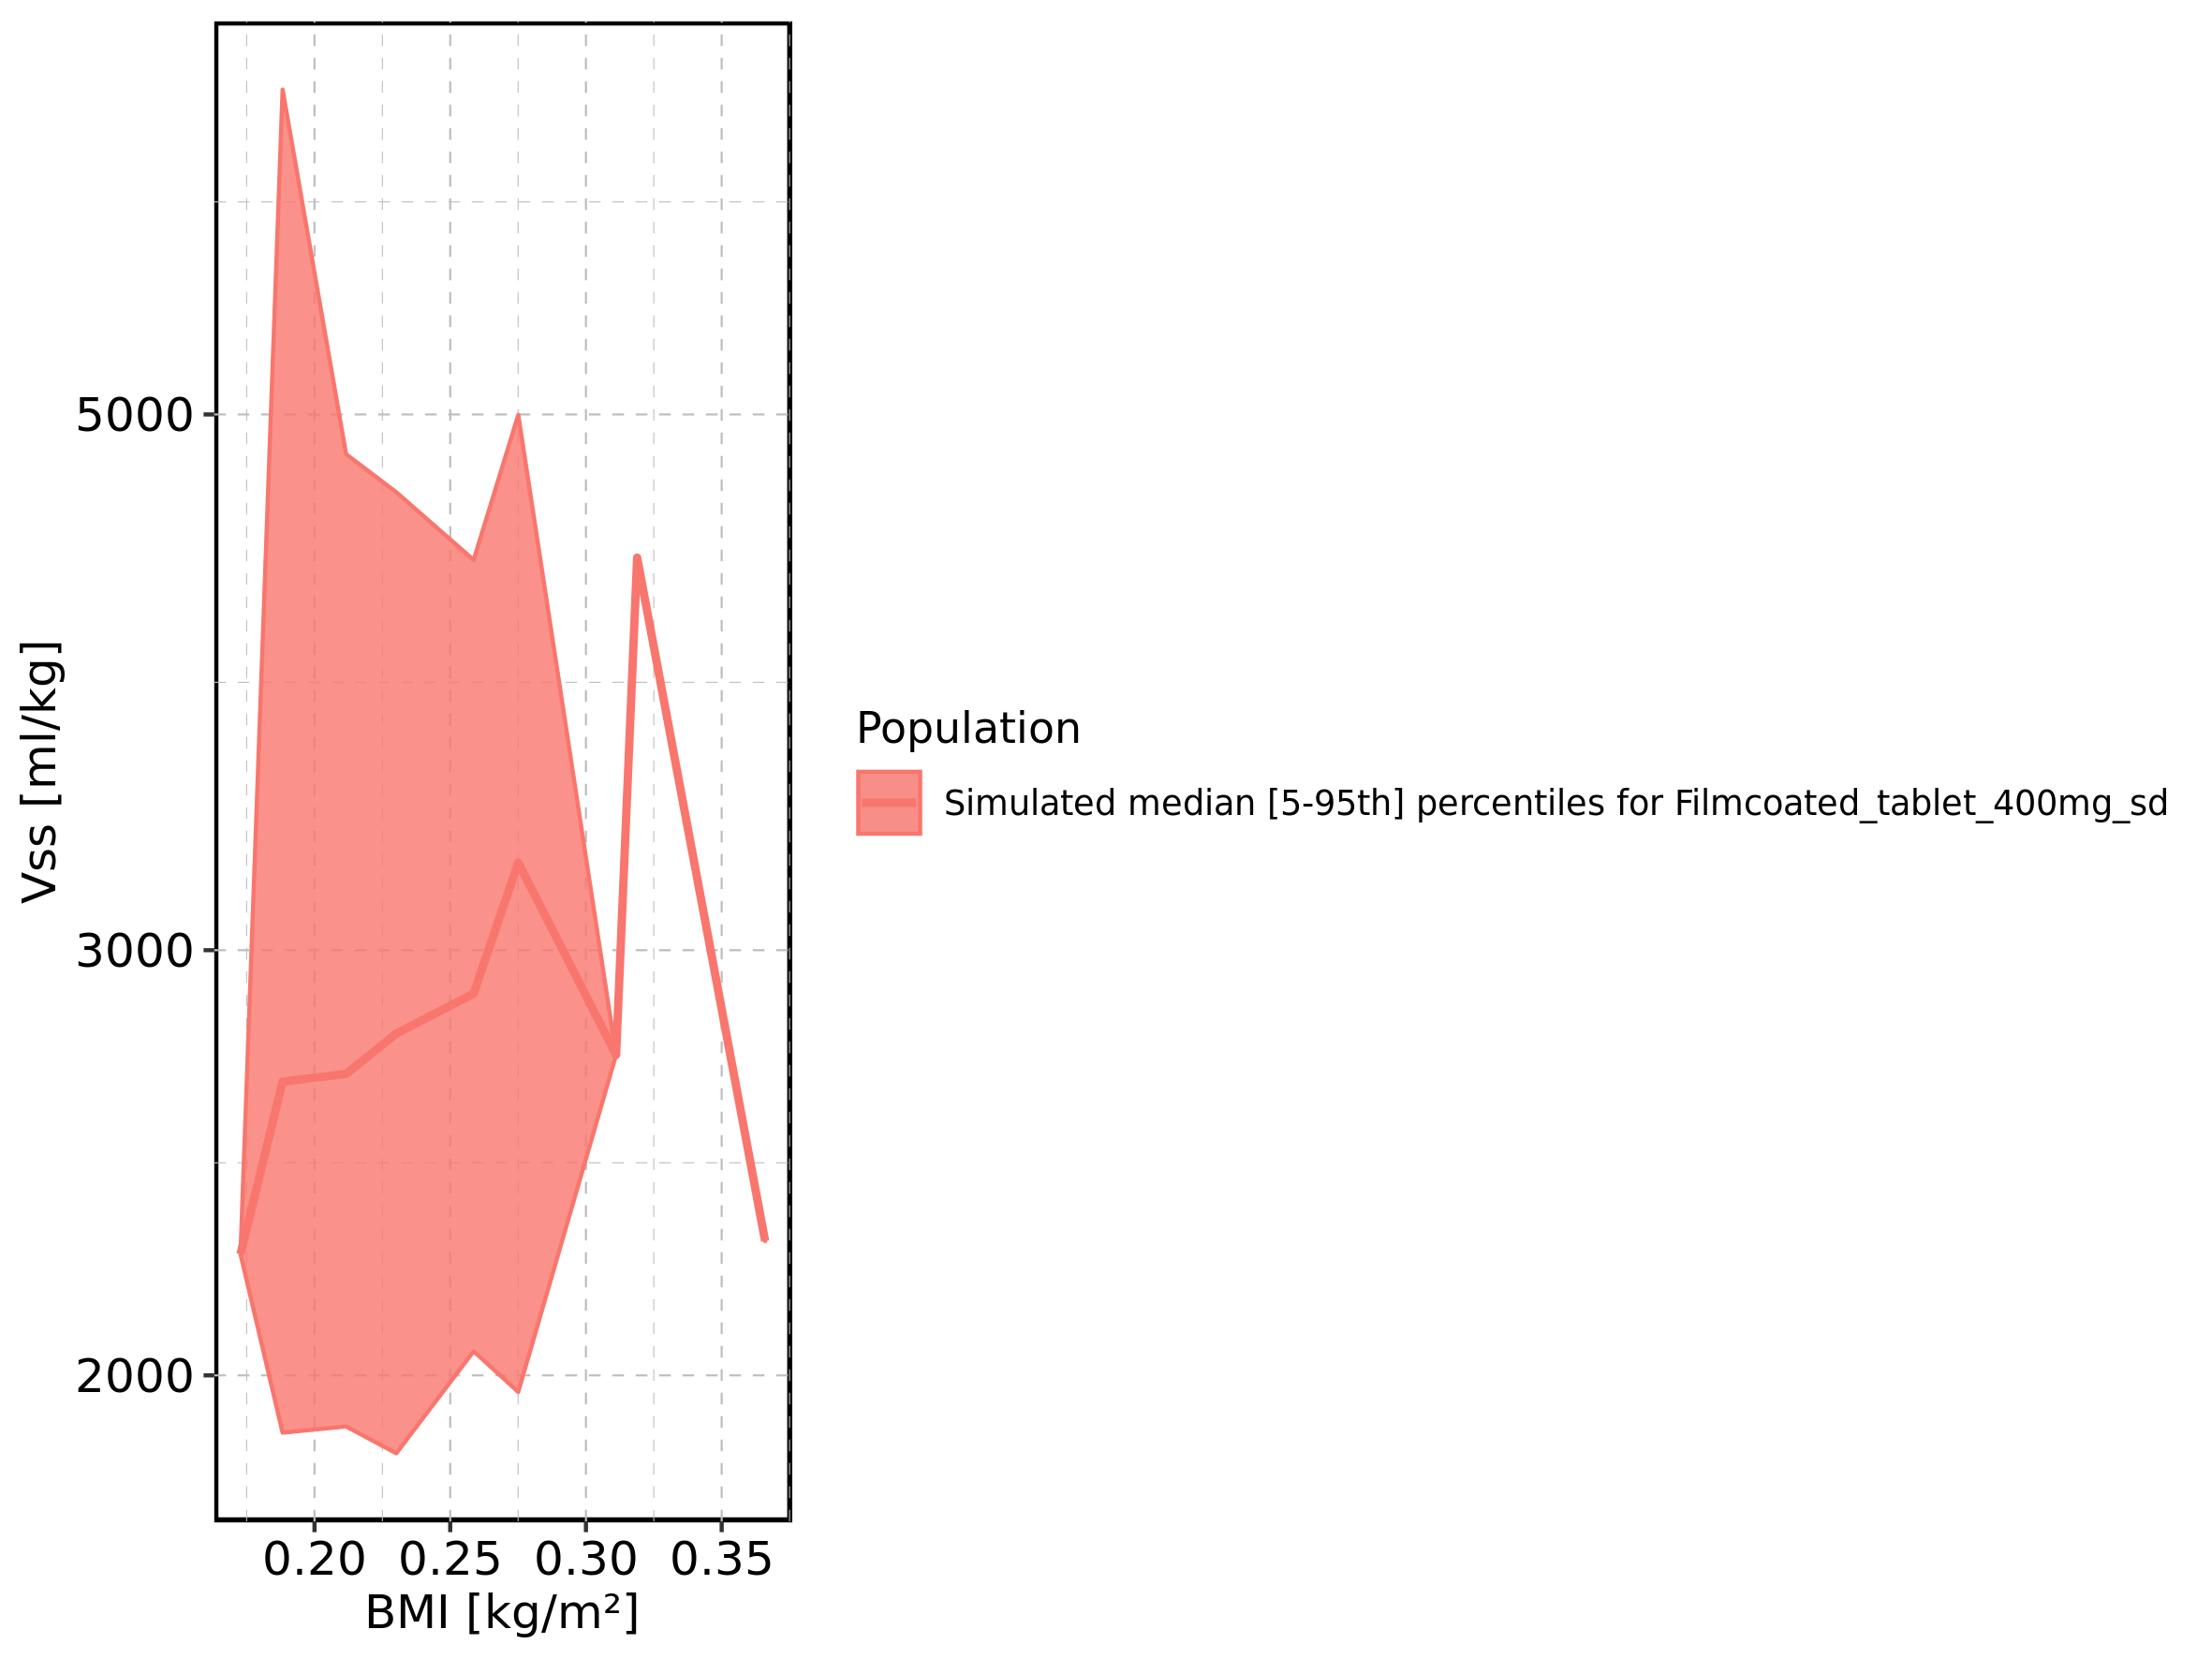 5000
3000
2000
Vss [ml/kg]
0.20 0.25 0.30 0.35
BMI [kg/m²]
Population
Simulated median [5-95th] percentiles for Filmcoated_tablet_400mg_sd